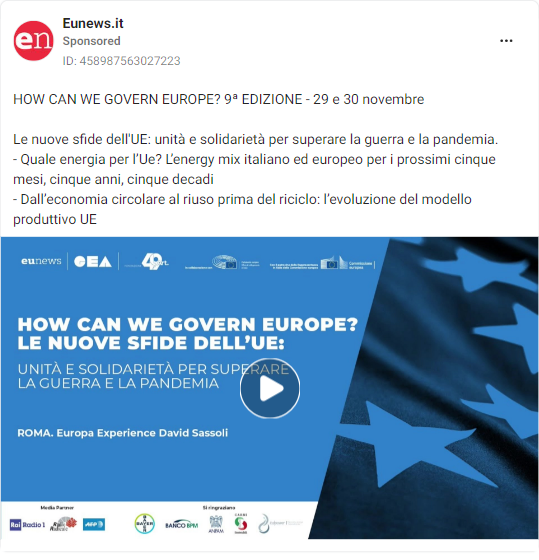 Eunews.it
Sponsored
ID: 458987563027223
HOW CAN WE GOVERN EUROPE? 9ª EDIZIONE - 29 e 30 novembre
Le nuove sfide dell'UE: unità e solidarietà per superare la guerra e la pandemia.
- Quale energia per l'Ue? L'energy mix italiano ed europeo per i prossimi cinque
mesi, cinque anni, cinque decadi
- Dall'economia circolare al riuso prima del riciclo: l'evoluzione del modello
produttivo UE
eunews
HOW CAN WE GOVERN EUROPE?
LE NUOVE SFIDE DELL'UE:
UNITÀ E SOLIDARIETÀ PER SUPERARE
LA GUERRA E LA PANDEMIA
ROMA. Europa Experience David Sassoli
Media Partner
Si ringraziano
Rai Radio 1
BAYER
BANCO BPM